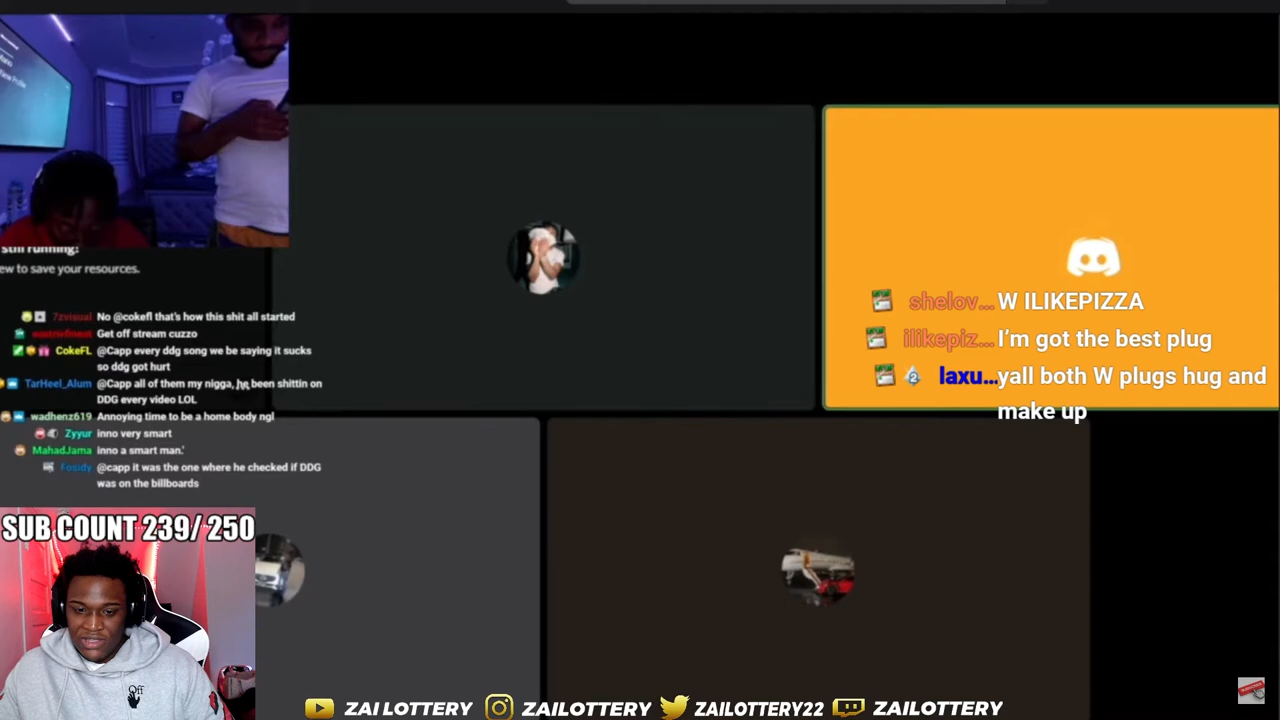 still running!
ew to save your resources.
7zvisual No @cokefl that's how this shit all started
Get off stream cuzzo
CokeFL @Capp every ddg song we be saying it sucks
so ddg got hurt
TarHeel_Alum @Capp all of them my nigga, he been shittin on
DDG every video LOL
wadhenz619 Annoying time to be a home body ngl
Zyyur inno very smart
MahadJama inno a smart man.'
Fosidy @capp it was the one where he checked if DDG
was on the billboards
shelov... W ILIKEPIZZA
ilikepiz... I'm got the best plug
laxu... yall both W plugs hug and
make up
SUB COUNT 239/ 250
Off
ZAI LOTTERY ZAILOTTERY ZAILOTTERY22 ZAILOTTERY